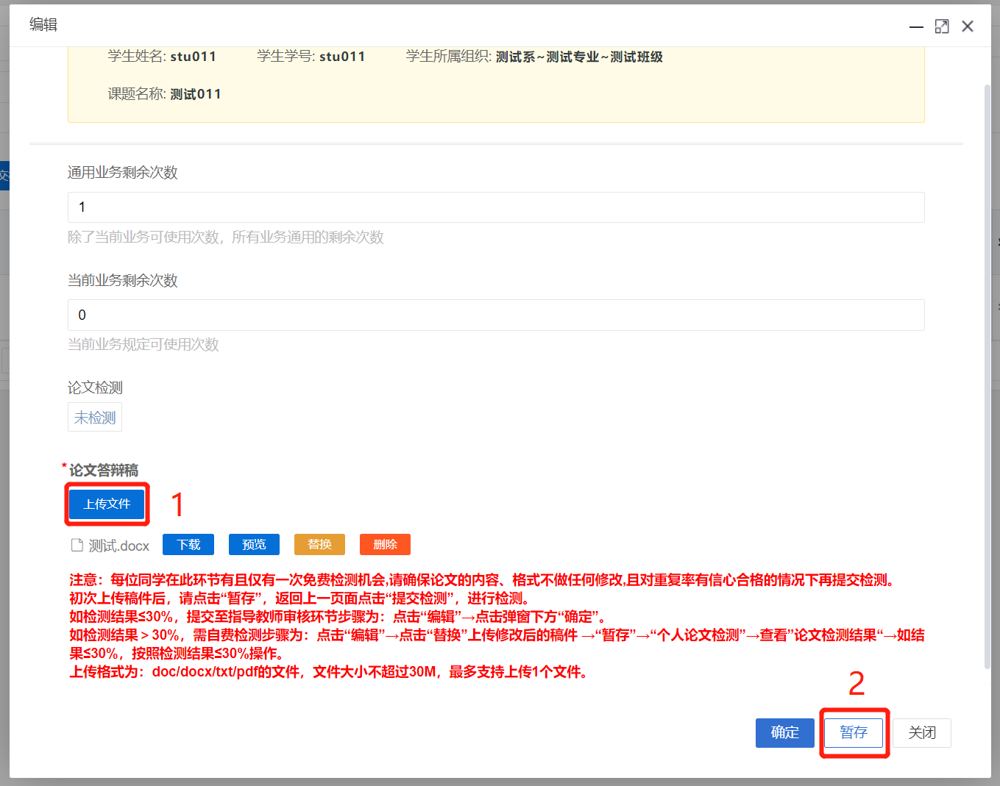 编辑
学生姓名: stu011 学生学号: stu011 学生所属组织: 测试系~测试专业~测试班级
课题名称: 测试011
通用业务剩余次数
1
除了当前业务可使用次数，所有业务通用的剩余次数
当前业务剩余次数
0
当前业务规定可使用次数
论文检测
未检测
*论文答辩稿
上传文件 1
测试.docx 下载 预览 替换 删除
注意：每位同学在此环节有且仅有一次免费检测机会,请确保论文的内容、格式不做任何修改,且对重复率有信心合格的情况下再提交检测。
初次上传稿件后，请点击“暂存”，返回上一页面点击“提交检测”，进行检测。
如检测结果≤30%，提交至指导教师审核环节步骤为：点击“编辑”→点击弹窗下方“确定”。
如检测结果＞30%，需自费检测步骤为：点击“编辑”→点击“替换”上传修改后的稿件 →“暂存”→“个人论文检测”→查看”论文检测结果“→如结
果≤30%，按照检测结果≤30%操作。
上传格式为：doc/docx/txt/pdf的文件，文件大小不超过30M，最多支持上传1个文件。
2
确定 暂存 关闭